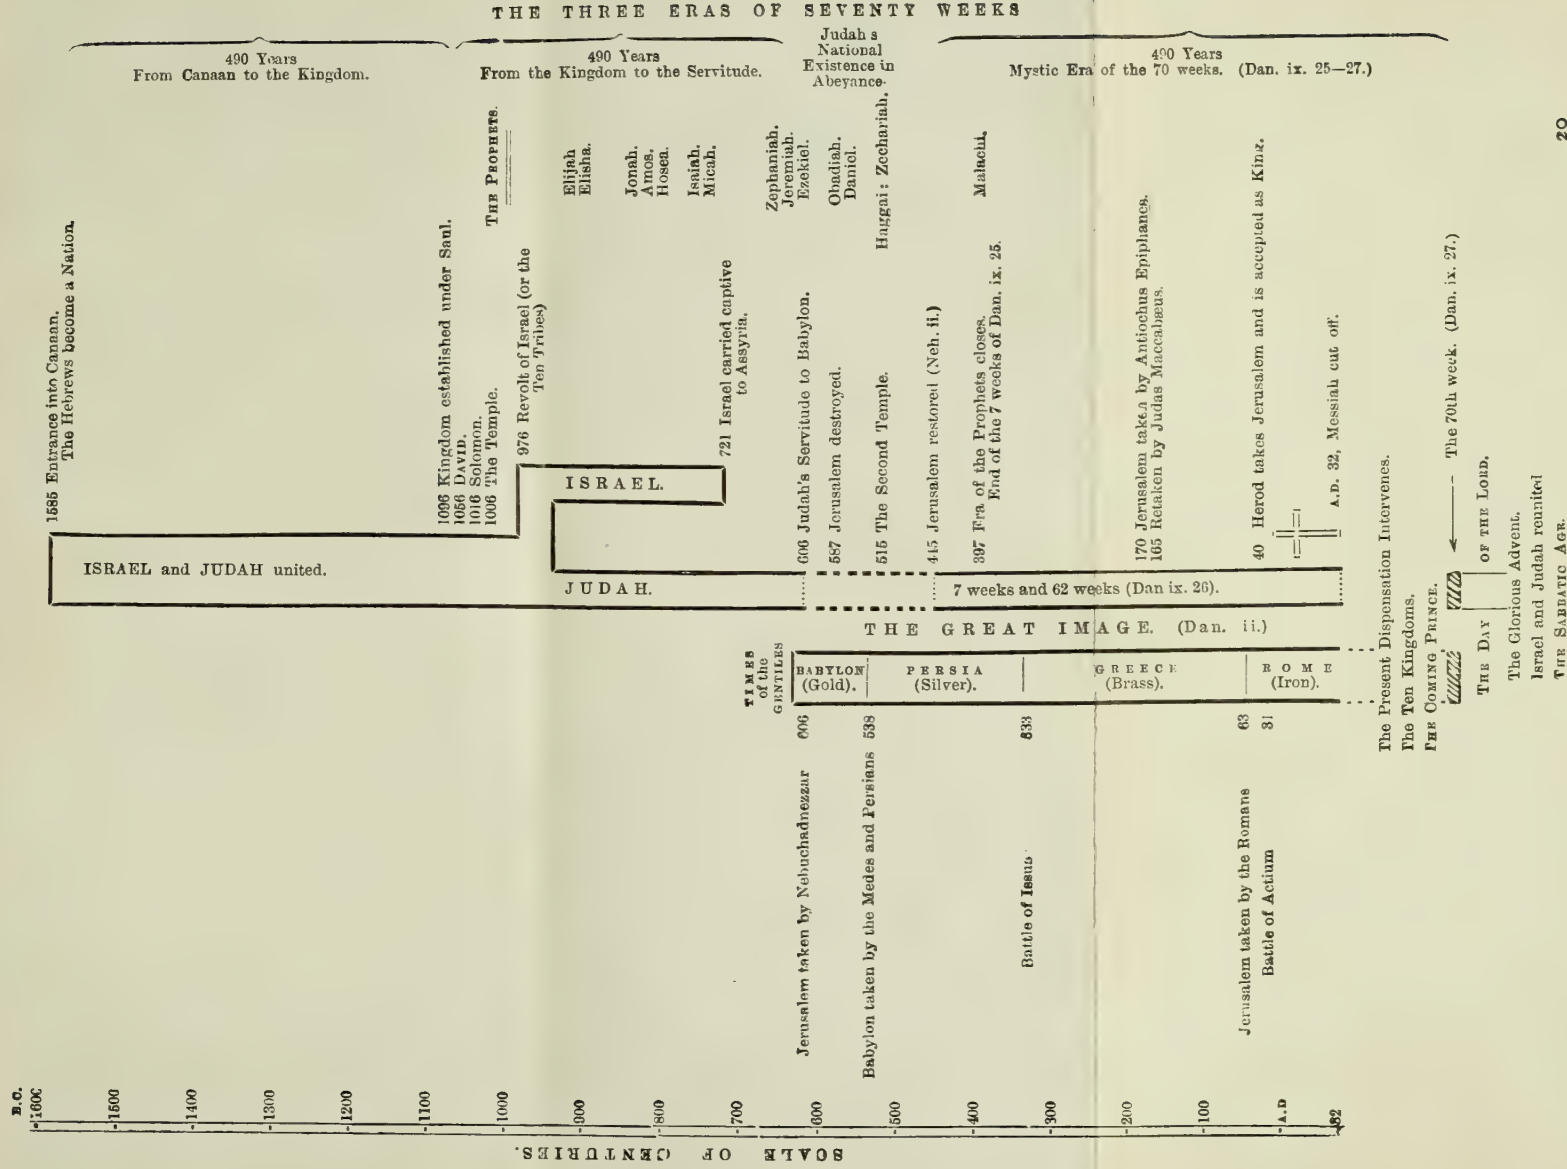 THE THREE ERAS OF SEVENTY WEEKS
490 Years
From Canaan to the Kingdom.
490 Years
From the Kingdom to the Servitude.
Judah s
National
Existence in
Abeyance
490 Years
Mystic Era of the 70 weeks. (Dan. ix. 25—27.)
THE PROPHETS.
Elijah
Elisha.
Jonah.
Amos.
Hosea.
Isaiah.
Micah.
Zephaniah.
Jeremiah.
Ezekiel.
Obadiah.
Daniel.
Haggai: Zechariah.
Malachi.
20
1585 Entrance into Canaan.
The Hebrews become a Nation.
1096 Kingdom established under Saul.
1056 DAVID.
1016 Solomon.
1006 The Temple.
976 Revolt of Israel (or the
Ten Tribes)
721 Israel carried captive
to Assyria.
606 Judah's Servitude to Babylon.
587 Jerusalem destroyed.
515 The Second Temple.
445 Jerusalem restored (Neh. ii.)
397 Era of the Prophets closes.
End of the 7 weeks of Dan. ix. 25.
170 Jerusalem taken by Antiochus Epiphanes.
165 Retaken by Judas Maccabæus.
40 Herod takes Jerusalem and is accepted as King.
A.D. 32, Messiah cut off.
The 70th week. (Dan. ix. 27.)
ISRAEL.
ISRAEL and JUDAH united.
JUDAH.
7 weeks and 62 weeks (Dan ix. 26).
THE GREAT IMAGE. (Dan. ii.)
TIMES
of the
GENTILES
BABYLON
(Gold).
PERSIA
(Silver).
GREECE
(Brass).
ROME
(Iron).
The Present Dispensation Intervenes.
The Ten Kingdoms.
THE COMING PRINCE.
THE DAY OF THE LORD.
The Glorious Advent.
Israel and Judah reunited
THE SABBATIC AGE.
Jerusalem taken by Nebuchadnezzar 606
Babylon taken by the Medes and Persians 538
Battle of Issus 333
Jerusalem taken by the Romans 63
Battle of Actium 31
B.C.
1600
1500
1400
1300
1200
1100
1000
900
800
700
600
500
400
300
200
100
A.D
32
SCALE OF CENTURIES.